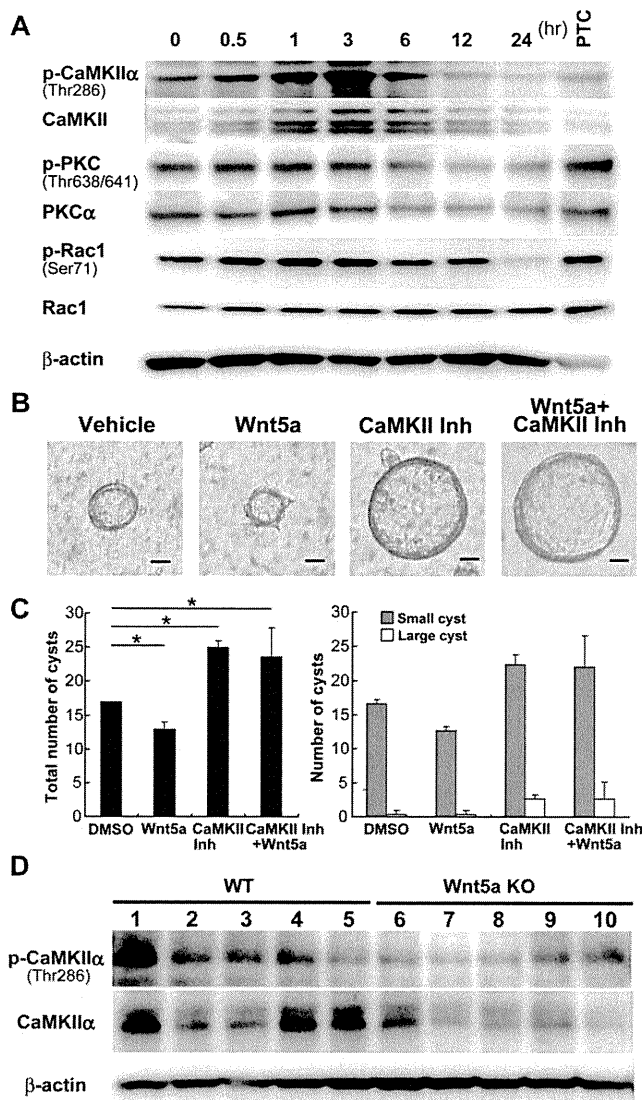 A
0 0.5 1 3 6 12 24 (hr) PTC
p-CaMKIIα
(Thr286)
CaMKII
p-PKC
(Thr638/641)
PKCα
p-Rac1
(Ser71)
Rac1
β-actin
B
Vehicle Wnt5a CaMKII Inh Wnt5a+
CaMKII Inh
C
Total number of cysts
30
25
20
15
10
5
0
* * *
DMSO Wnt5a CaMKII
Inh CaMKII Inh
+Wnt5a
Number of cysts
30
25
20
15
10
5
0
Small cyst
Large cyst
DMSO Wnt5a CaMKII
Inh CaMKII Inh
+Wnt5a
D
WT Wnt5a KO
1 2 3 4 5 6 7 8 9 10
p-CaMKIIα
(Thr286)
CaMKIIα
β-actin